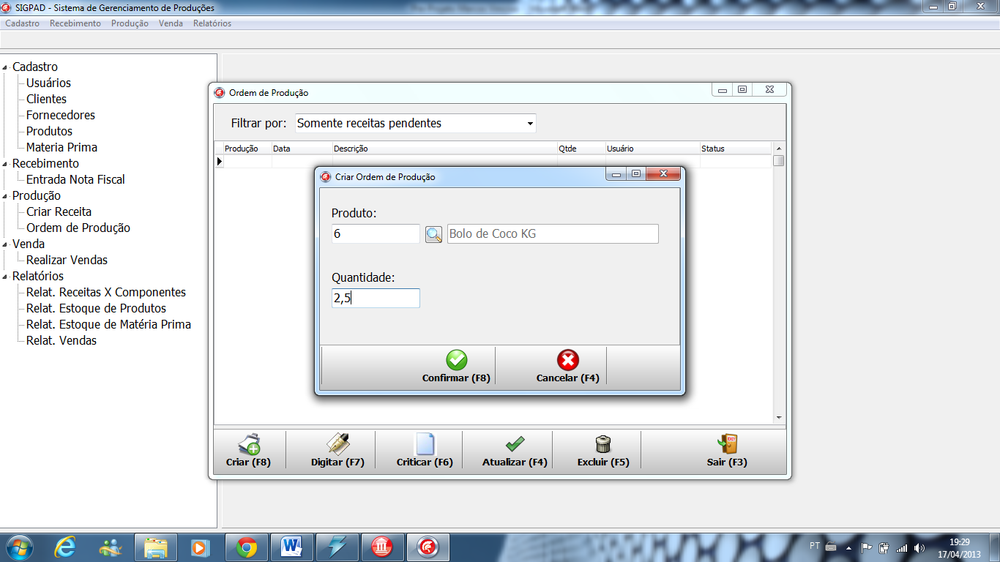 SIGPAD - Sistema de Gerenciamento de Produções
Cadastro Recebimento Produção Venda Relatórios
Cadastro
Usuários
Clientes
Fornecedores
Produtos
Materia Prima
Recebimento
Entrada Nota Fiscal
Produção
Criar Receita
Ordem de Produção
Venda
Realizar Vendas
Relatórios
Relat. Receitas X Componentes
Relat. Estoque de Produtos
Relat. Estoque de Matéria Prima
Relat. Vendas
Ordem de Produção
Filtrar por: Somente receitas pendentes
Produção Data Descrição Qtde Usuário Status
Criar Ordem de Produção
Produto:
6 Bolo de Coco KG
Quantidade:
2,5
Confirmar (F8) Cancelar (F4)
Criar (F8) Digitar (F7) Criticar (F6) Atualizar (F4) Excluir (F5) EXIT Sair (F3)
PT 19:29
17/04/2013